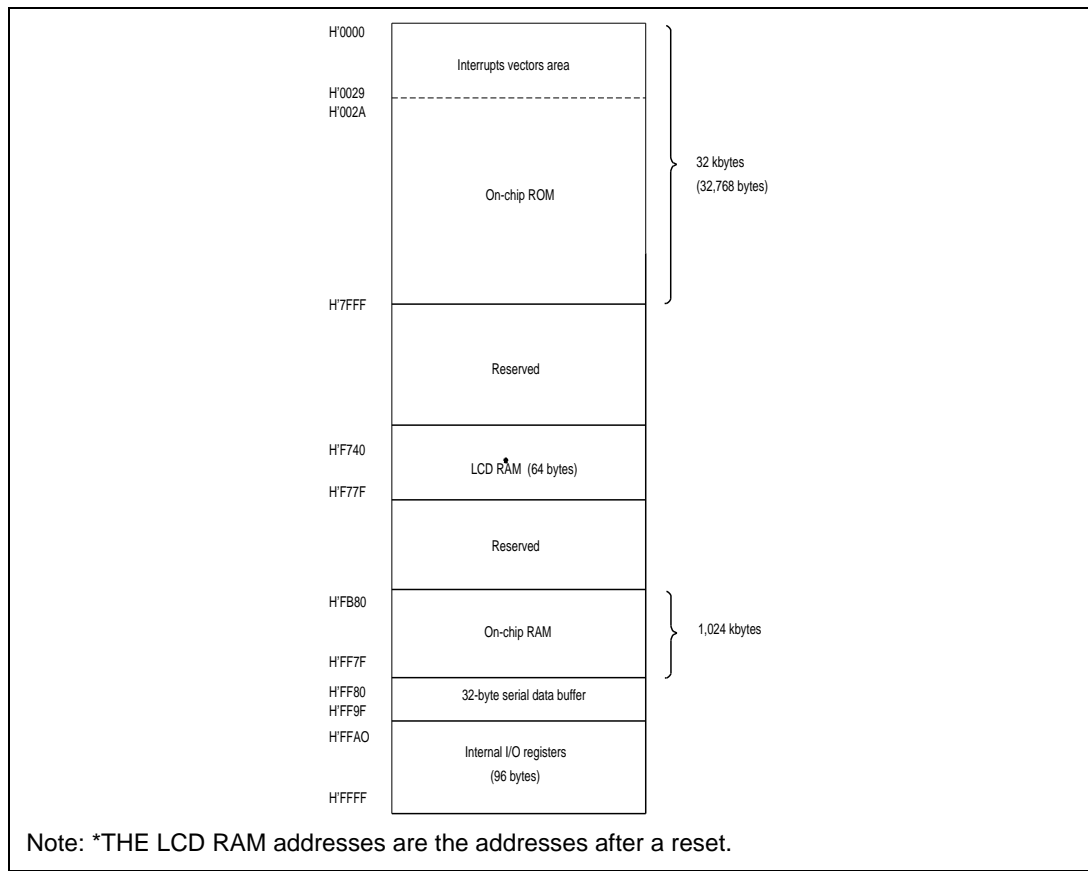 H'0000
Interrupts vectors area
H'0029
H'002A
32 kbytes
(32,768 bytes)
On-chip ROM
H'7FFF
Reserved
H'F740
LCD RAM (64 bytes)
H'F77F
Reserved
H'FB80
1,024 kbytes
On-chip RAM
H'FF7F
H'FF80
32-byte serial data buffer
H'FF9F
H'FFAO
Internal I/O registers
(96 bytes)
H'FFFF
Note: *THE LCD RAM addresses are the addresses after a reset.